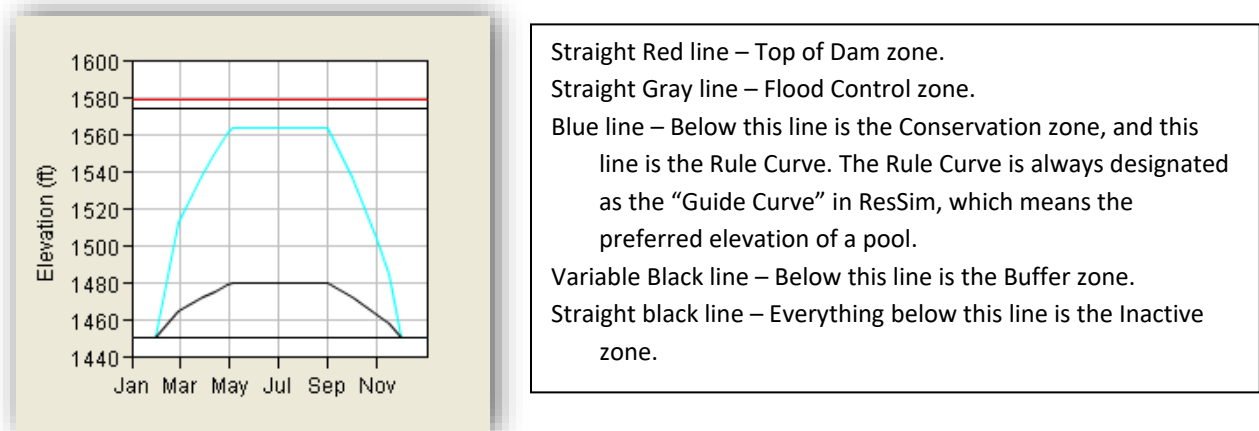 1600
1580
1560
1540
1520
1500
1480
1460
1440
Elevation (ft)
Jan Mar May Jul Sep Nov
Straight Red line – Top of Dam zone.
Straight Gray line – Flood Control zone.
Blue line – Below this line is the Conservation zone, and this
line is the Rule Curve. The Rule Curve is always designated
as the “Guide Curve” in ResSim, which means the
preferred elevation of a pool.
Variable Black line – Below this line is the Buffer zone.
Straight black line – Everything below this line is the Inactive
zone.